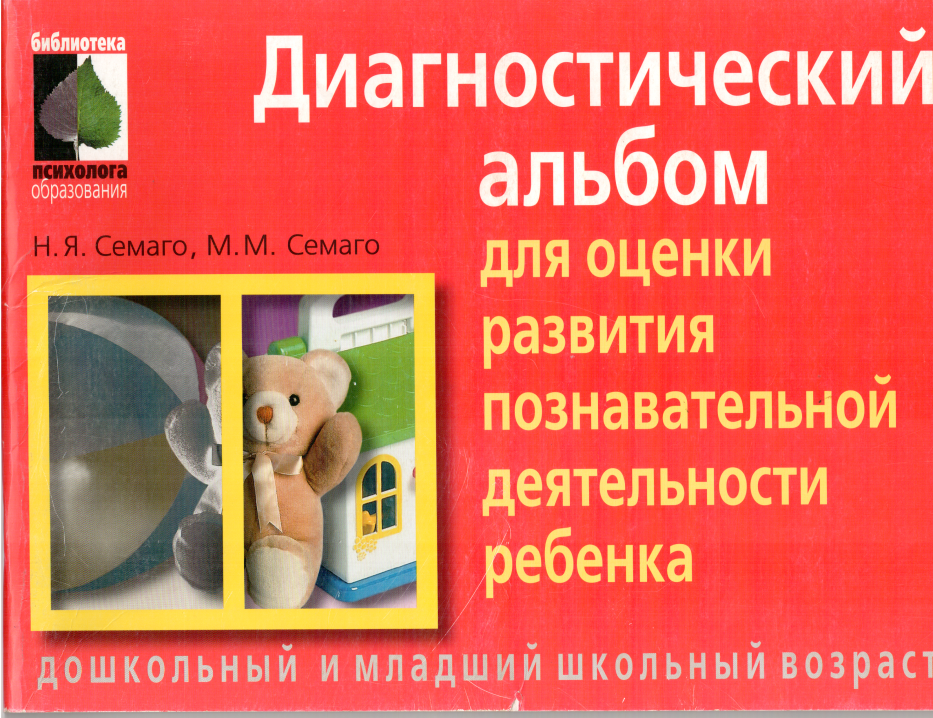 библиотека
психолога
образования
Диагностический
альбом
Н. Я. Семаго, М. М. Семаго
для оценки
развития
познавательной
деятельности
ребенка
дошкольный и младший школьный возраст